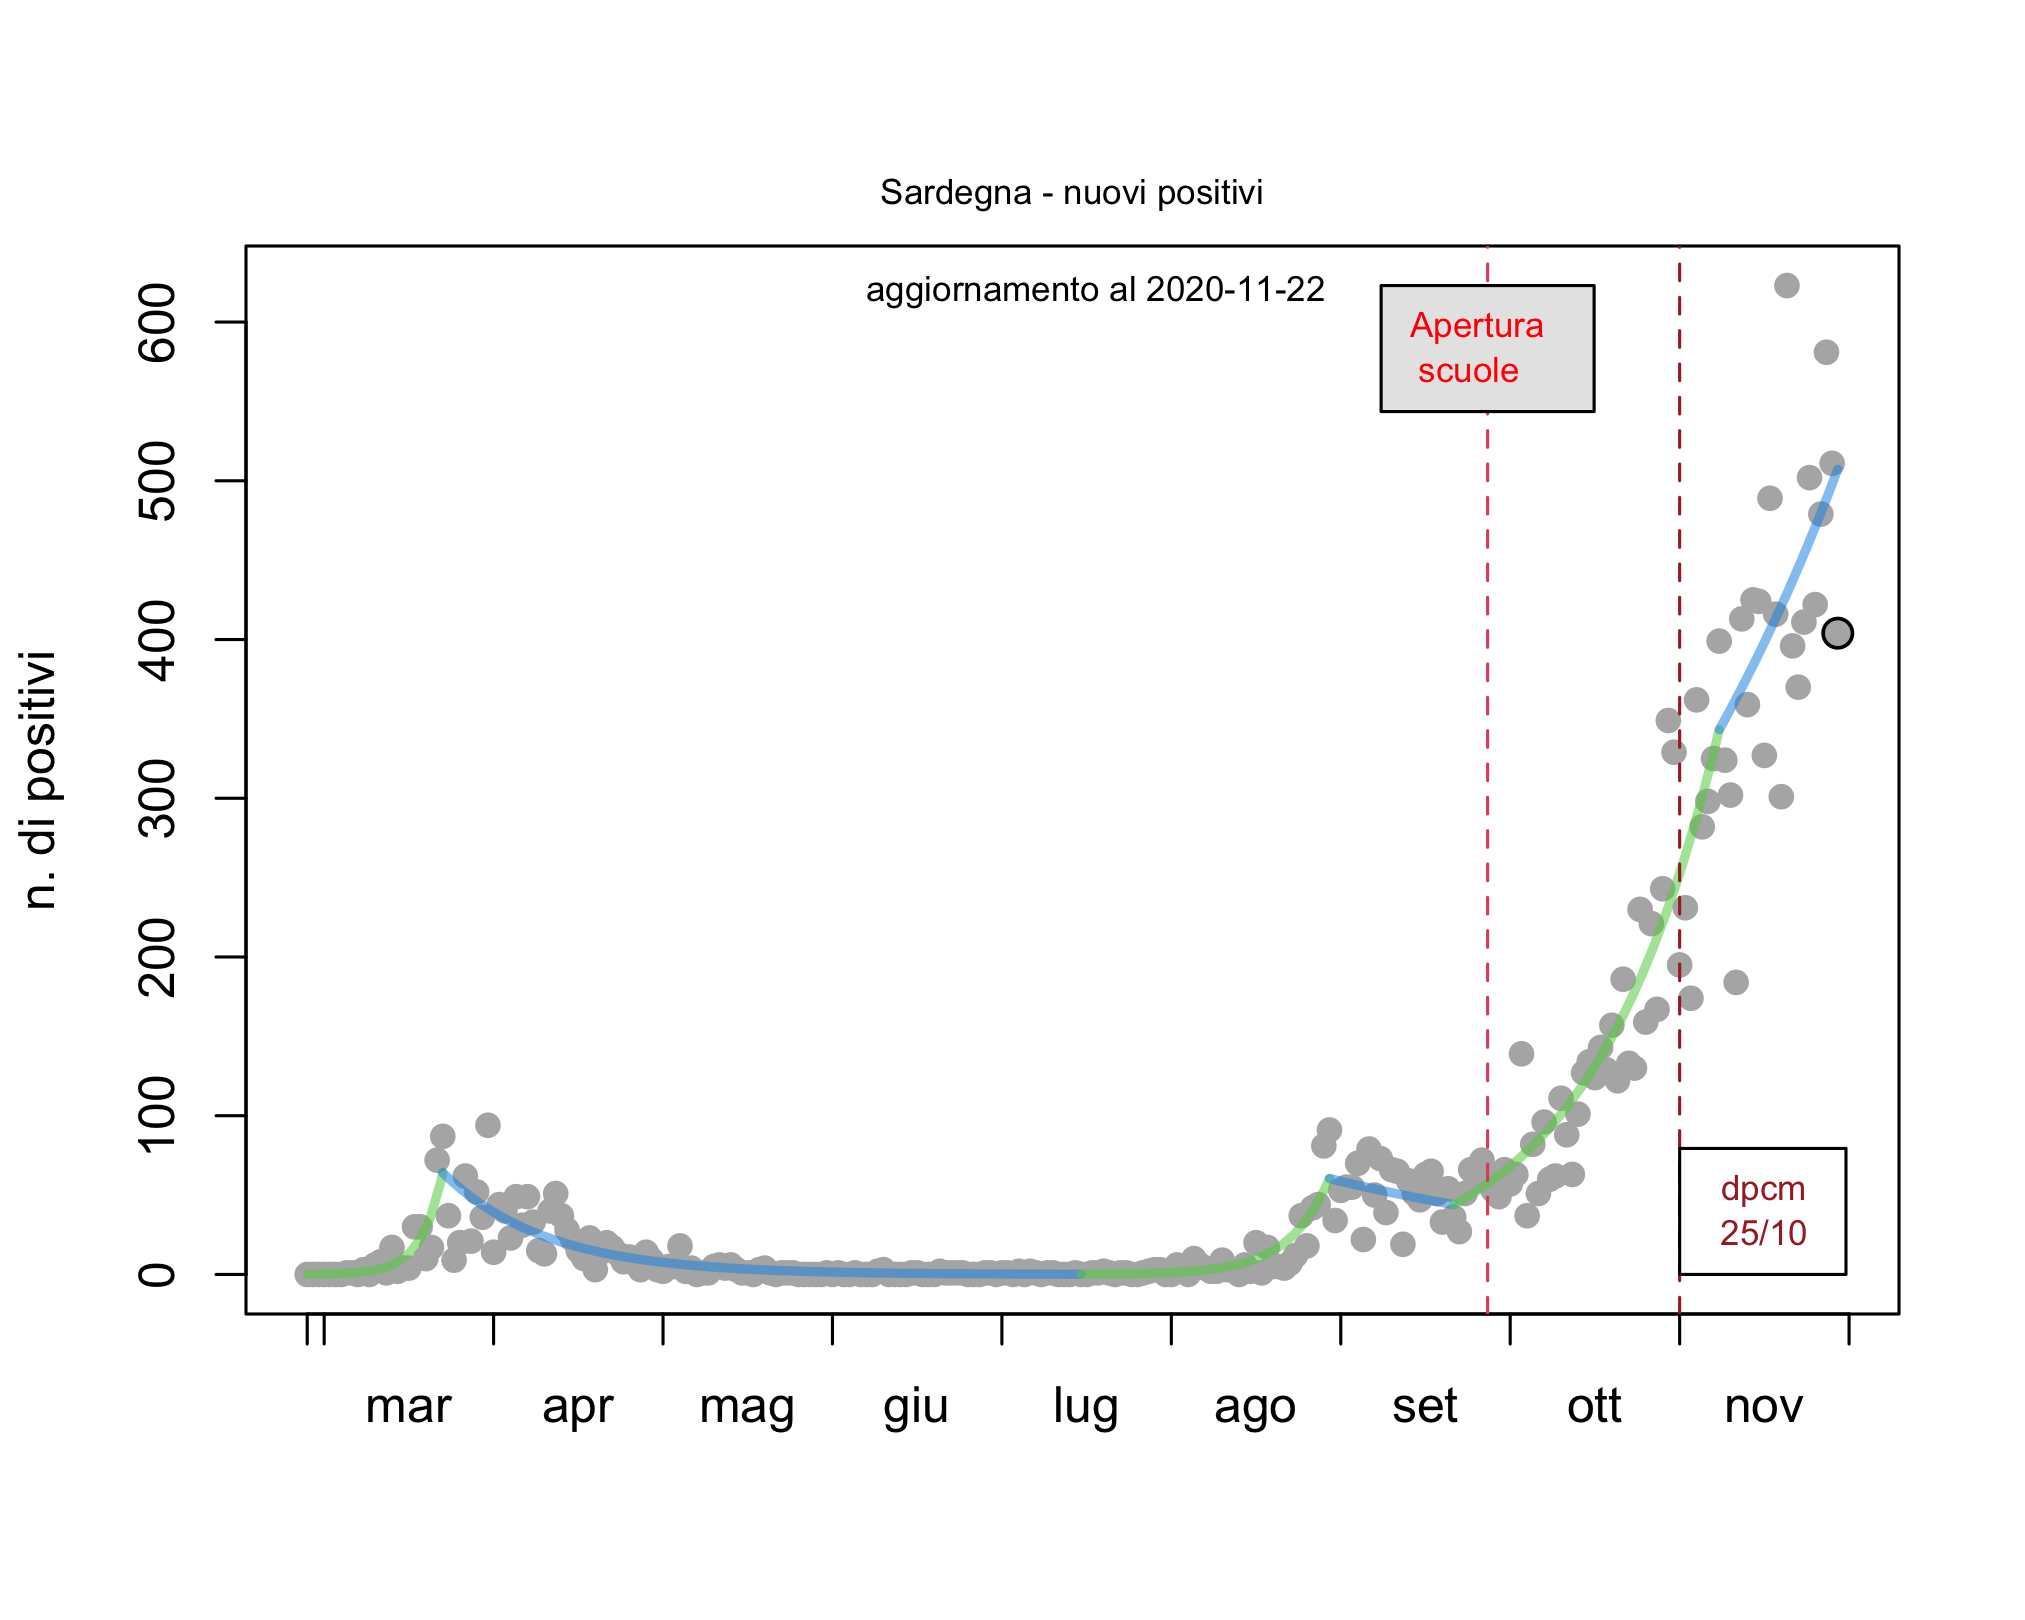 Sardegna - nuovi positivi
aggiornamento al 2020-11-22
Apertura
scuole
n. di positivi
600
500
400
300
200
100
0
dpcm
25/10
mar apr mag giu lug ago set ott nov